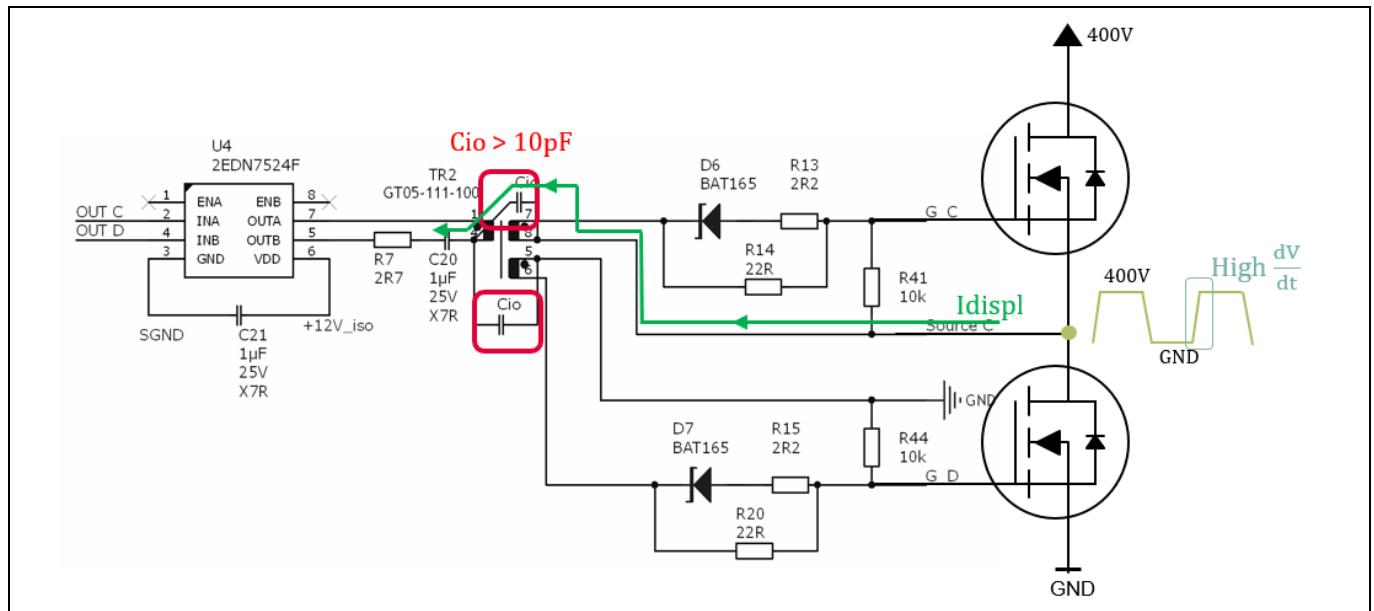 400V
Cio > 10pF
U4
2EDN7524F
TR2
GT05-111-100
Cio
D6
BAT165
R13
2R2
1 ENA ENB 8
OUT C 2 INA OUTA 7
OUT D 4 INB OUTB 5
3 GND VDD 6
1 7
4 8
5
6
G C
R14
22R
R7
2R7
C20
1µF
25V
X7R
R41
10k
400V
High dV/dt
Idispl
Source C
GND
Cio
SGND
+12V_iso
C21
1µF
25V
X7R
GND
D7
BAT165
R15
2R2
R44
10k
G D
R20
22R
GND